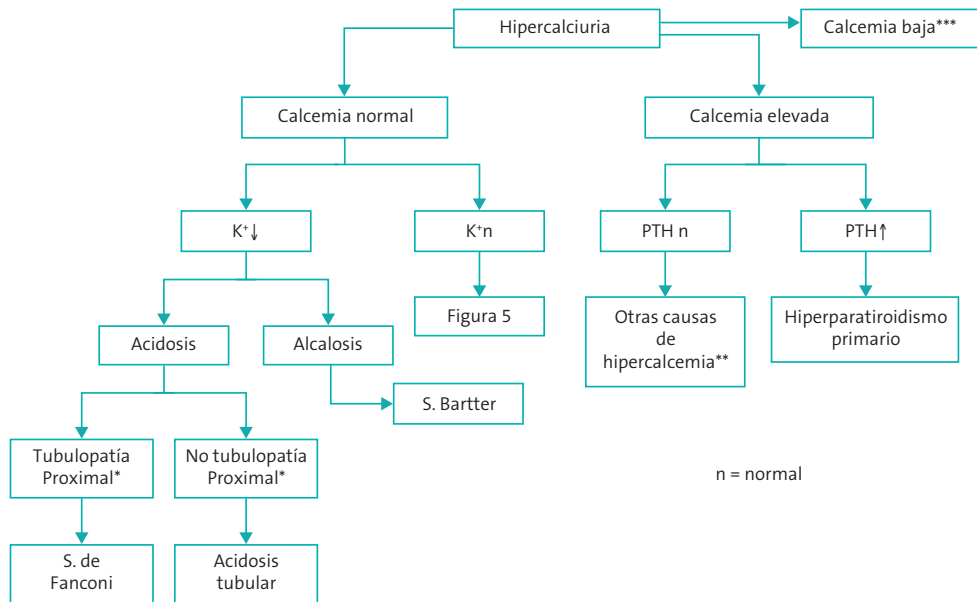 Hipercalciuria
Calcemia baja***
Calcemia normal
Calcemia elevada
K⁺↓
K⁺n
PTH n
PTH↑
Figura 5
Otras causas
de
hipercalcemia**
Hiperparatiroidismo
primario
Acidosis
Alcalosis
S. Bartter
Tubulopatía
Proximal*
No tubulopatía
Proximal*
n = normal
S. de
Fanconi
Acidosis
tubular